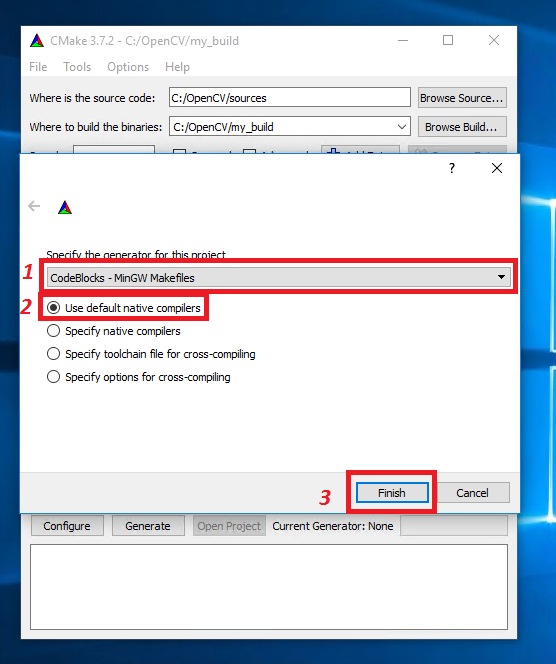 CMake 3.7.2 - C:/OpenCV/my_build
File Tools Options Help
Where is the source code: C:/OpenCV/sources Browse Source...
Where to build the binaries: C:/OpenCV/my_build Browse Build...
?
Specify the generator for this project
1 CodeBlocks - MinGW Makefiles
2 Use default native compilers
Specify native compilers
Specify toolchain file for cross-compiling
Specify options for cross-compiling
3 Finish Cancel
Configure Generate Open Project Current Generator: None